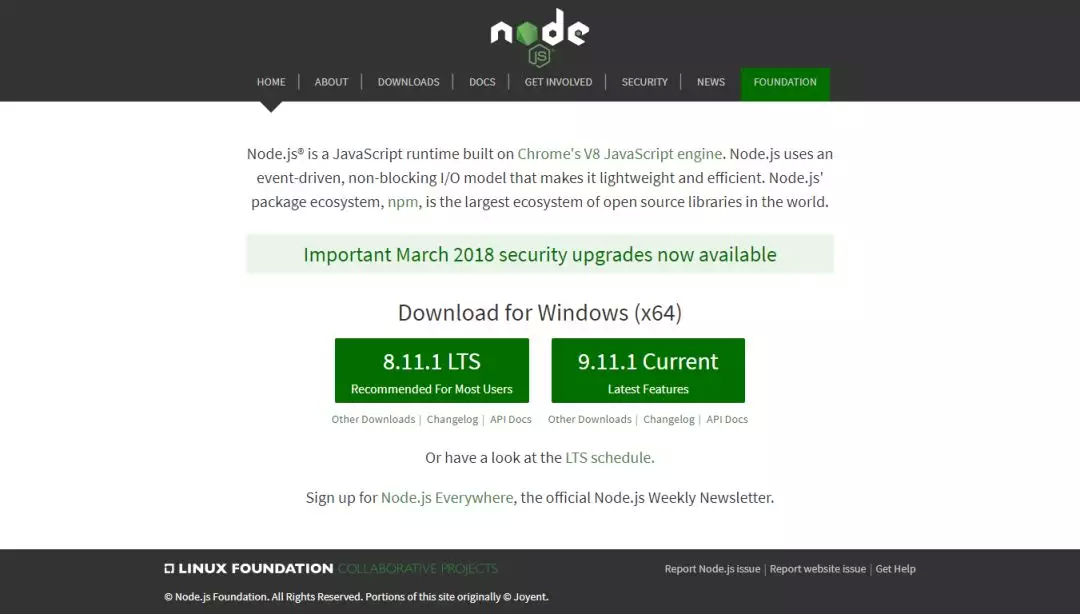 node
JS
HOME | ABOUT | DOWNLOADS | DOCS | GET INVOLVED | SECURITY | NEWS FOUNDATION
Node.js® is a JavaScript runtime built on Chrome's V8 JavaScript engine. Node.js uses an
event-driven, non-blocking I/O model that makes it lightweight and efficient. Node.js'
package ecosystem, npm, is the largest ecosystem of open source libraries in the world.
Important March 2018 security upgrades now available
Download for Windows (x64)
8.11.1 LTS
Recommended For Most Users
9.11.1 Current
Latest Features
Other Downloads | Changelog | API Docs
Other Downloads | Changelog | API Docs
Or have a look at the LTS schedule.
Sign up for Node.js Everywhere, the official Node.js Weekly Newsletter.
LINUX FOUNDATION COLLABORATIVE PROJECTS
Report Node.js issue | Report website issue | Get Help
© Node.js Foundation. All Rights Reserved. Portions of this site originally © Joyent.